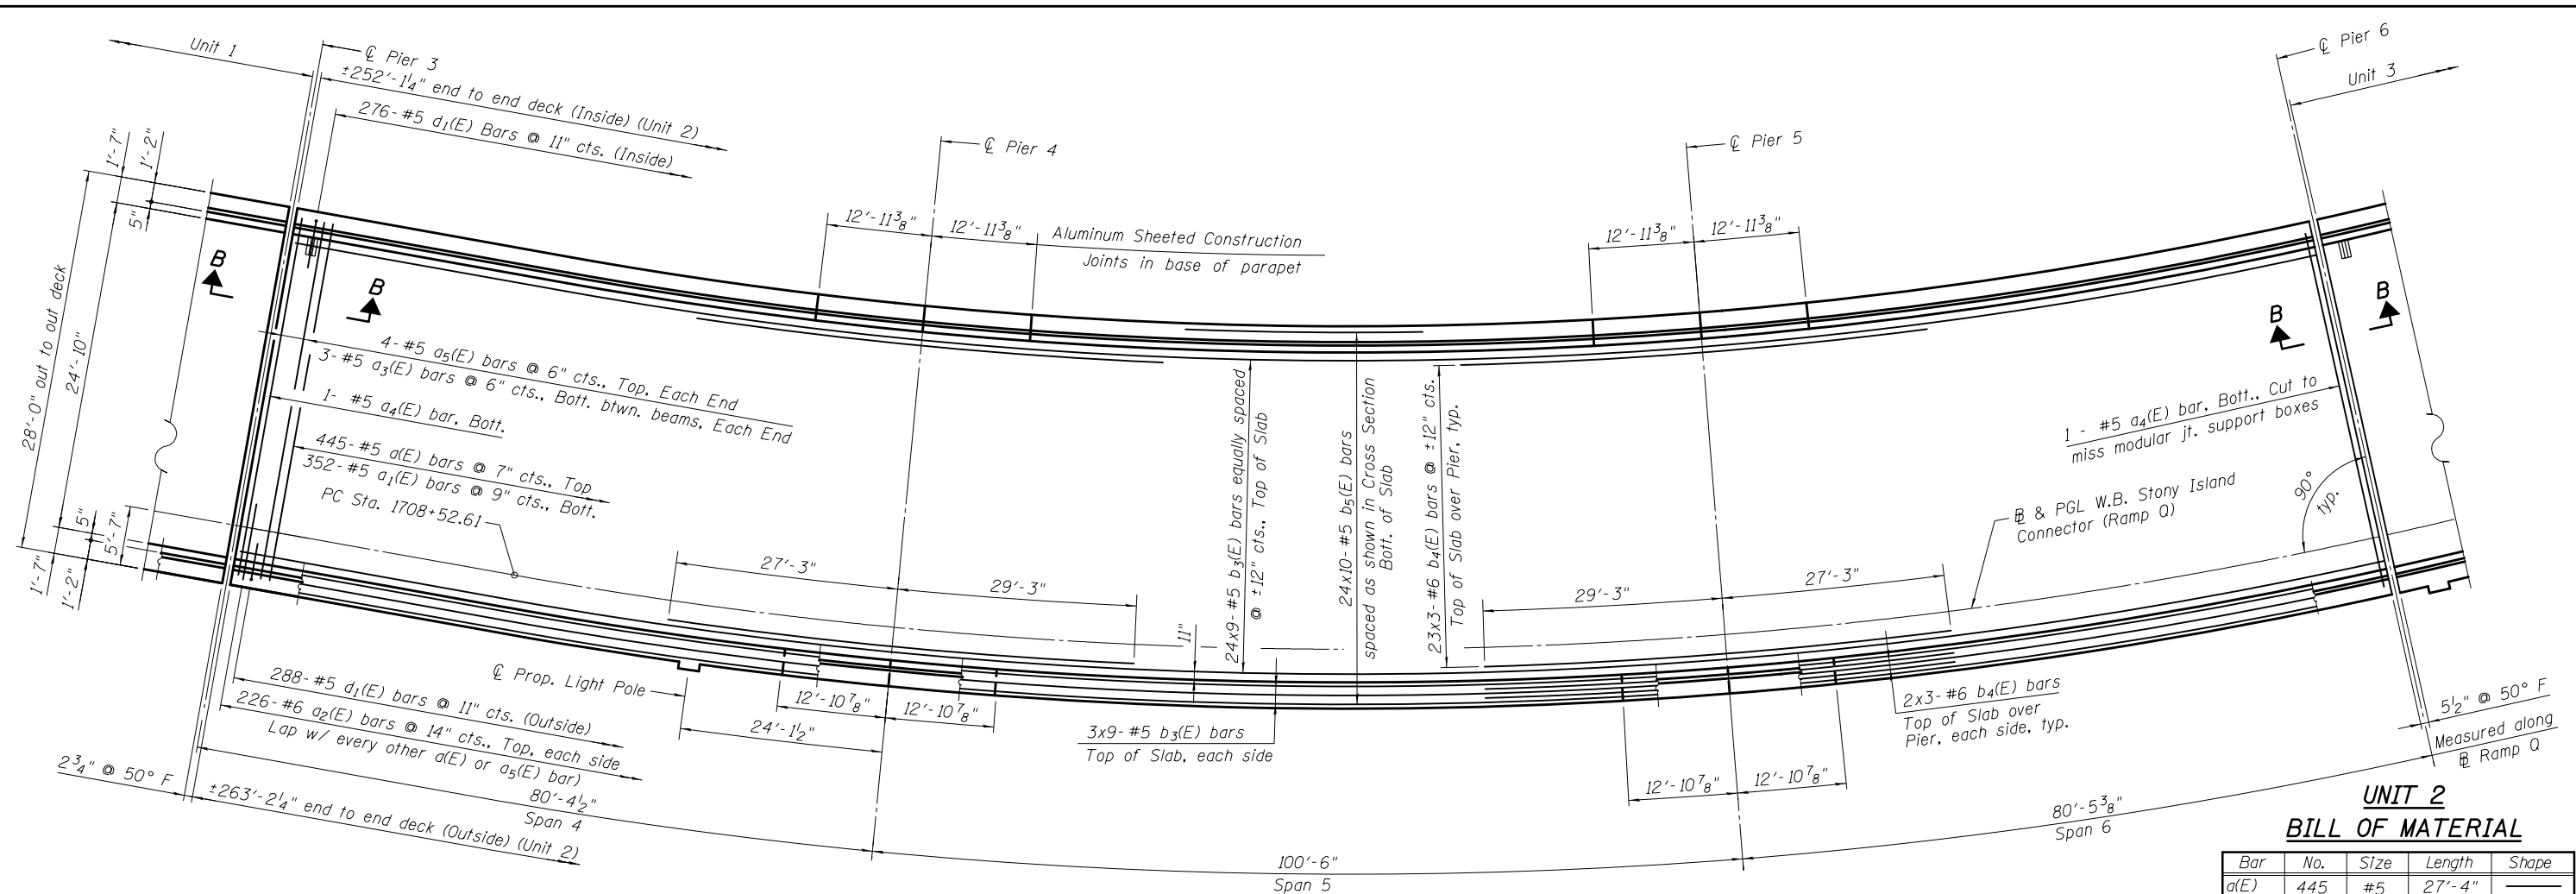 Unit 1
℄ Pier 3
±252'-1¼" end to end deck (Inside) (Unit 2)
276-#5 d₁(E) Bars @ 11" cts. (Inside)
℄ Pier 4
℄ Pier 5
℄ Pier 6
Unit 3
1'-7"
1'-2"
5"
28'-0" out to out deck
24'-10"
5"
5'-7"
1'-7"
1'-2"
B
B
B
B
12'-11⅜"
12'-11⅜"
Aluminum Sheeted Construction
Joints in base of parapet
12'-11⅜"
12'-11⅜"
4-#5 a₅(E) bars @ 6" cts., Top, Each End
3-#5 a₃(E) bars @ 6" cts., Bott. btwn. beams, Each End
1- #5 a₄(E) bar, Bott.
445-#5 a(E) bars @ 7" cts., Top
352-#5 a₁(E) bars @ 9" cts., Bott.
PC Sta. 1708+52.61
24x9-#5 b₃(E) bars equally spaced
@ ±12" cts., Top of Slab
24x10-#5 b₅(E) bars
spaced as shown in Cross Section
Bott. of Slab
23x3-#6 b₄(E) bars @ ±12" cts.
Top of Slab over Pier, typ.
1 - #5 a₄(E) bar, Bott., Cut to
miss modular jt. support boxes
90°
typ.
℄ & PGL W.B. Stony Island
Connector (Ramp Q)
27'-3"
29'-3"
11"
29'-3"
27'-3"
℄ Prop. Light Pole
288-#5 d₁(E) bars @ 11" cts. (Outside)
226-#6 a₂(E) bars @ 14" cts., Top, each side
Lap w/ every other a(E) or a₅(E) bar)
24'-1½"
12'-10⅞"
12'-10⅞"
3x9-#5 b₃(E) bars
Top of Slab, each side
12'-10⅞"
12'-10⅞"
2x3-#6 b₄(E) bars
Top of Slab over
Pier, each side, typ.
5½" @ 50° F
Measured along
℄ Ramp Q
2¾" @ 50° F
±263'-2¼" end to end deck (Outside) (Unit 2)
80'-4½"
Span 4
100'-6"
Span 5
80'-5⅜"
Span 6
UNIT 2
BILL OF MATERIAL
Bar No. Size Length Shape
a(E) 445 #5 27'-4"